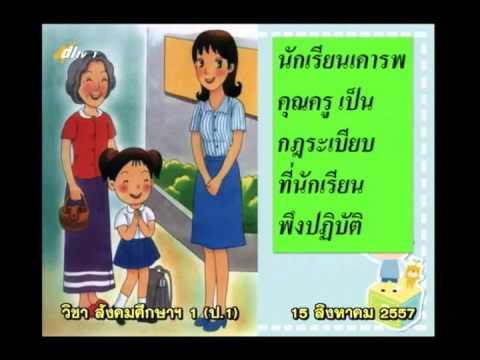 dltv 1
นักเรียนเคารพ
คุณครู เป็น
กฎระเบียบ
ที่นักเรียน
พึงปฏิบัติ
วิชา สังคมศึกษาฯ 1 (ป.1)
15 สิงหาคม 2557